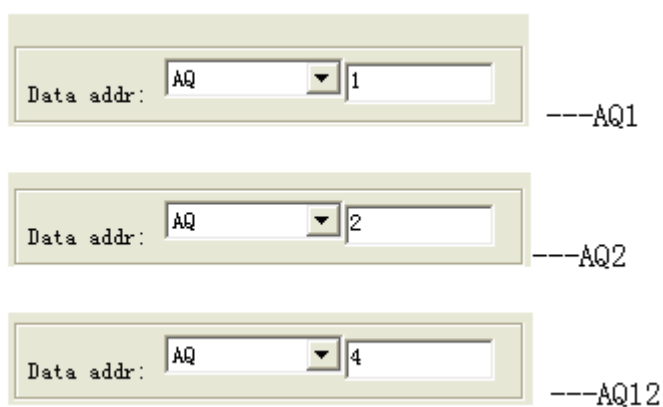 Data addr: AQ 1 ---AQ1
Data addr: AQ 2 ---AQ2
Data addr: AQ 4 ---AQ12